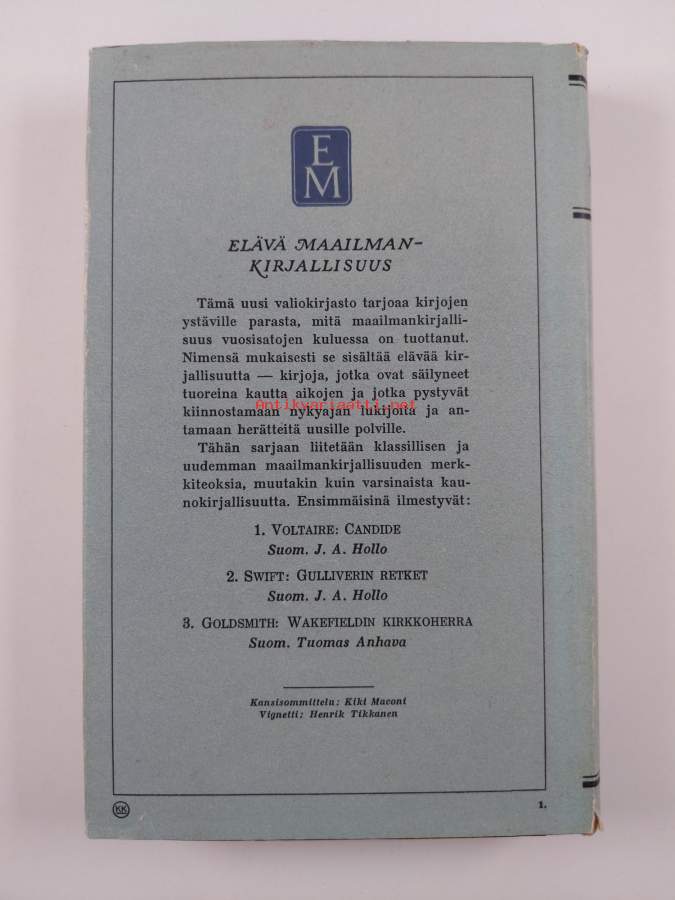 E
M
ELÄVÄ MAAILMAN-
KIRJALLISUUS
Tämä uusi valiokirjasto tarjoaa kirjojen
ystäville parasta, mitä maailmankirjalli-
suus vuosisatojen kuluessa on tuottanut.
Nimensä mukaisesti se sisältää elävää kir-
jallisuutta — kirjoja, jotka ovat säilyneet
tuoreina kautta aikojen ja jotka pystyvät
Antikvariaatti.net
kiinnostamaan nykyajan lukijoita ja an-
tamaan herätteitä uusille polville.
Tähän sarjaan liitetään klassillisen ja
uudemman maailmankirjallisuuden merk-
kiteoksia, muutakin kuin varsinaista kau-
nokirjallisuutta. Ensimmäisinä ilmestyvät:
1. VOLTAIRE: CANDIDE
Suom. J. A. Hollo
2. SWIFT: GULLIVERIN RETKET
Suom. J. A. Hollo
3. GOLDSMITH: WAKEFIELDIN KIRKKOHERRA
Suom. Tuomas Anhava
Kansisommittelu: Kiki Maconi
Vignetti: Henrik Tikkanen
KK
1.